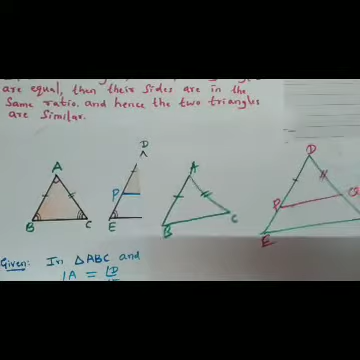 are equal, then their sides are in the
same ratio. and hence the two triangles
are similar.
D
A
A
D
P
P
Q
B
C
E
B
C
E
Given: In △ABC and
∠A = ∠D